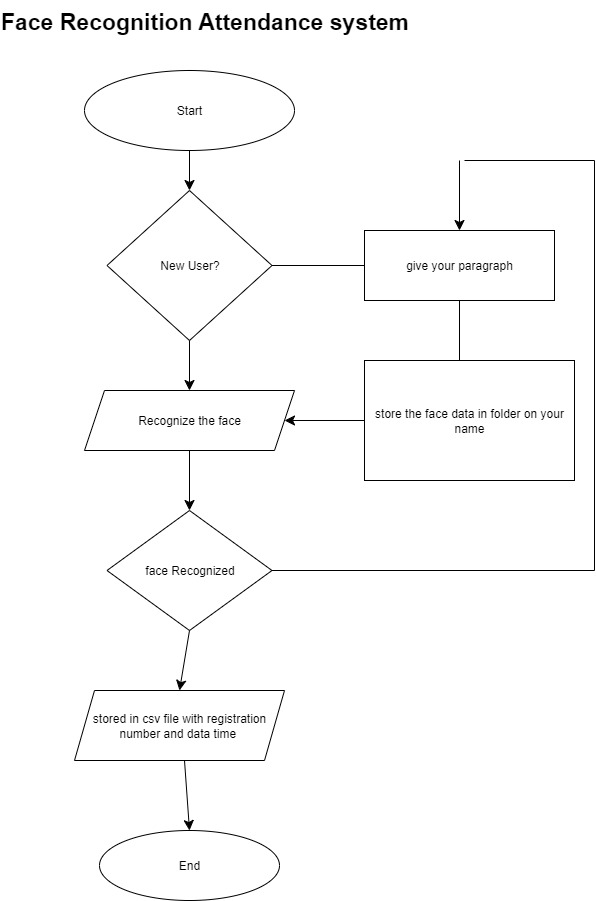 Face Recognition Attendance system
Start
New User?
give your paragraph
Recognize the face
store the face data in folder on your
name
face Recognized
stored in csv file with registration
number and data time
End